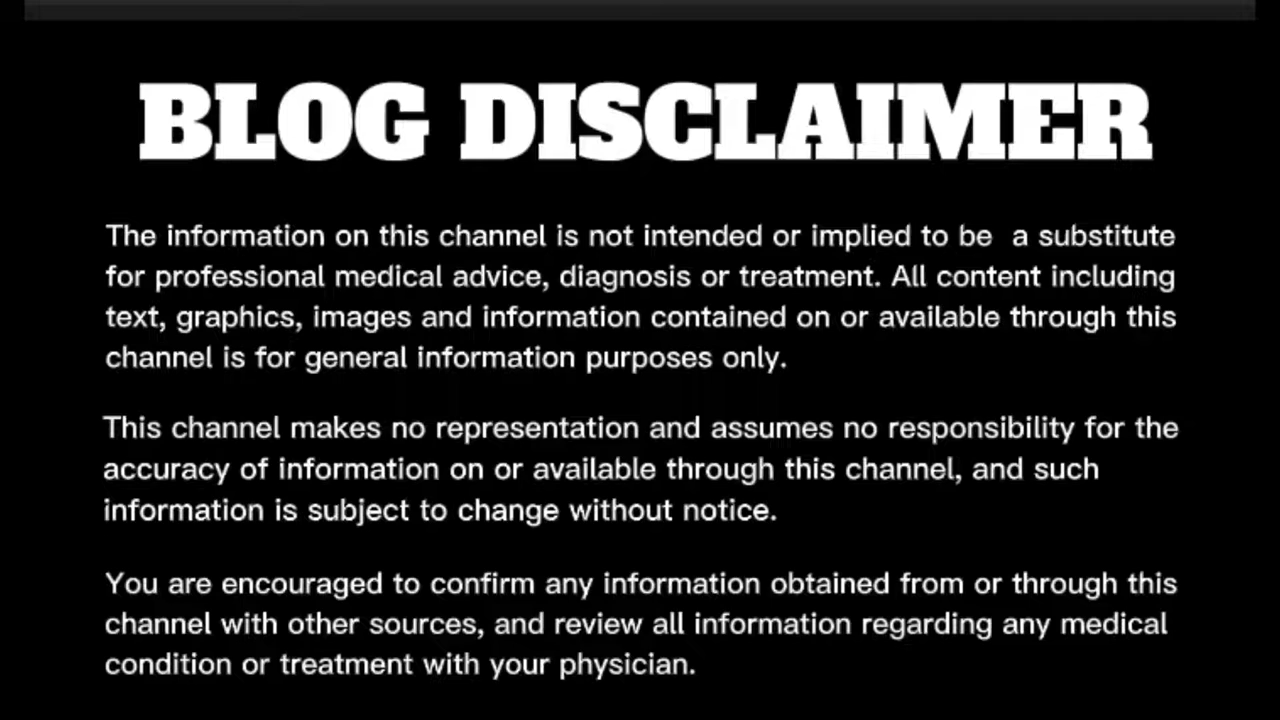 BLOG DISCLAIMER
The information on this channel is not intended or implied to be  a substitute
for professional medical advice, diagnosis or treatment. All content including
text, graphics, images and information contained on or available through this
channel is for general information purposes only.
This channel makes no representation and assumes no responsibility for the
accuracy of information on or available through this channel, and such
information is subject to change without notice.
You are encouraged to confirm any information obtained from or through this
channel with other sources, and review all information regarding any medical
condition or treatment with your physician.